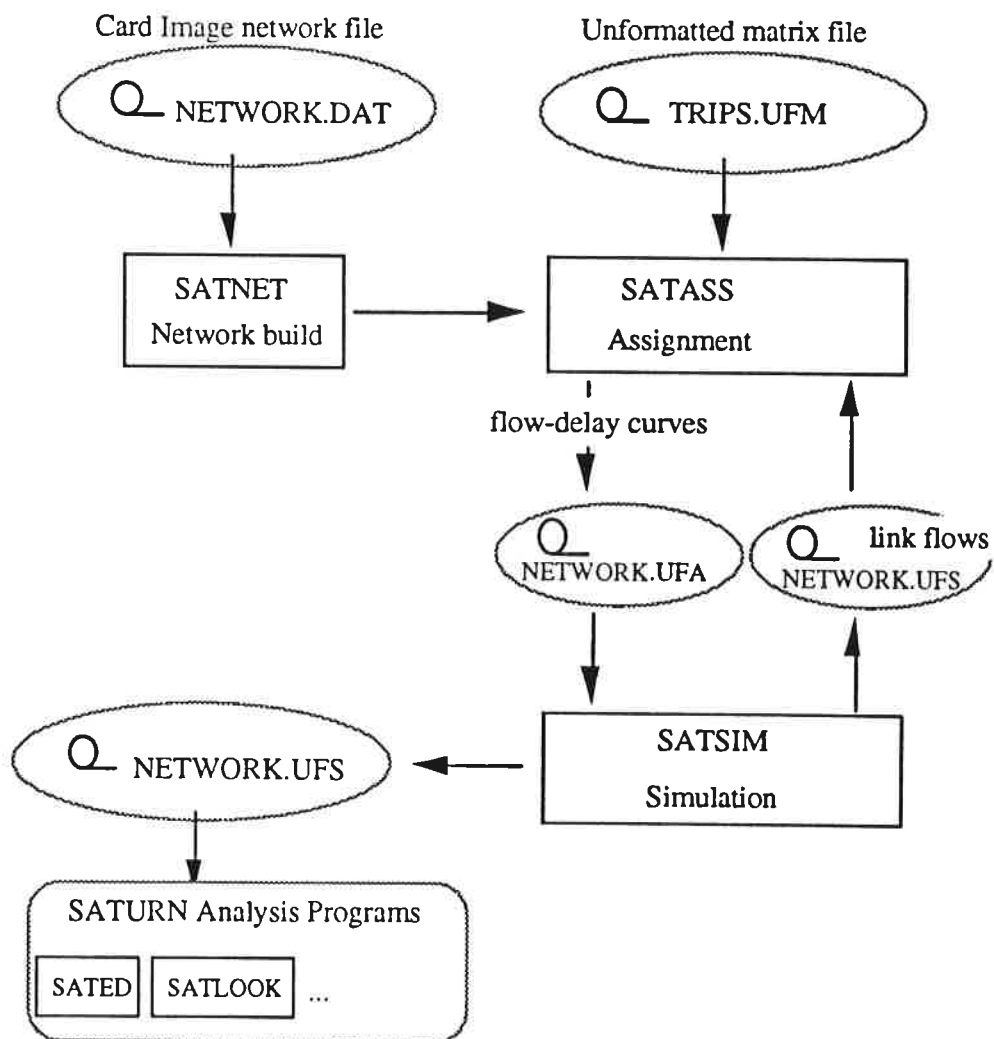 Card Image network file
Unformatted matrix file
NETWORK.DAT
TRIPS.UFM
SATNET
Network build
SATASS
Assignment
flow-delay curves
NETWORK.UFA
link flows
NETWORK.UFS
SATSIM
Simulation
NETWORK.UFS
SATURN Analysis Programs
SATED
SATLOOK
...